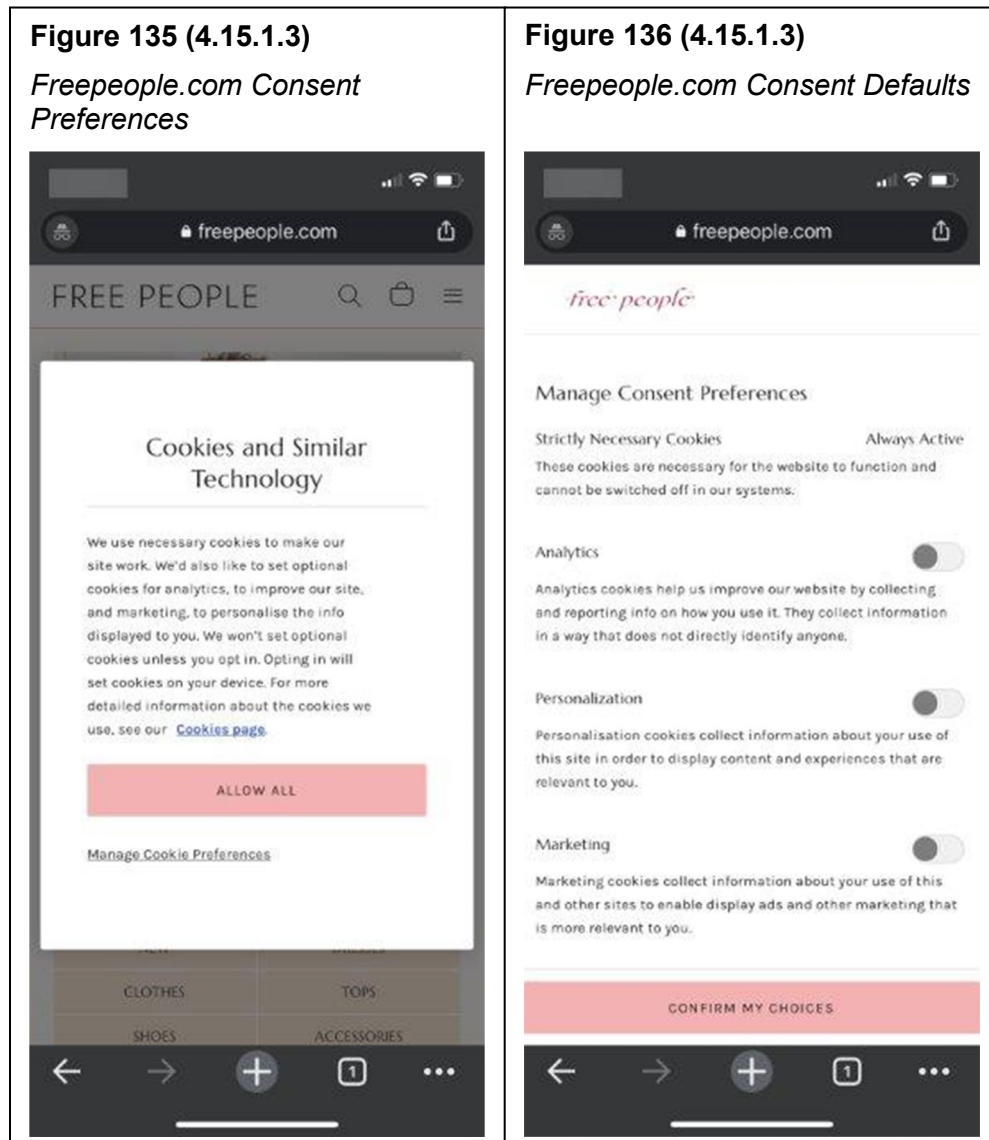 Figure 135 (4.15.1.3)
Freepeople.com Consent
Preferences
freepeople.com
FREE PEOPLE
Cookies and Similar
Technology
We use necessary cookies to make our
site work. We'd also like to set optional
cookies for analytics, to improve our site,
and marketing, to personalise the info
displayed to you. We won't set optional
cookies unless you opt in. Opting in will
set cookies on your device. For more
detailed information about the cookies we
use, see our Cookies page.
ALLOW ALL
Manage Cookie Preferences
CLOTHES TOPS
SHOES ACCESSORIES
1
Figure 136 (4.15.1.3)
Freepeople.com Consent Defaults
freepeople.com
free people
Manage Consent Preferences
Strictly Necessary Cookies Always Active
These cookies are necessary for the website to function and
cannot be switched off in our systems.
Analytics
Analytics cookies help us improve our website by collecting
and reporting info on how you use it. They collect information
in a way that does not directly identify anyone.
Personalization
Personalisation cookies collect information about your use of
this site in order to display content and experiences that are
relevant to you.
Marketing
Marketing cookies collect information about your use of this
and other sites to enable display ads and other marketing that
is more relevant to you.
CONFIRM MY CHOICES
1